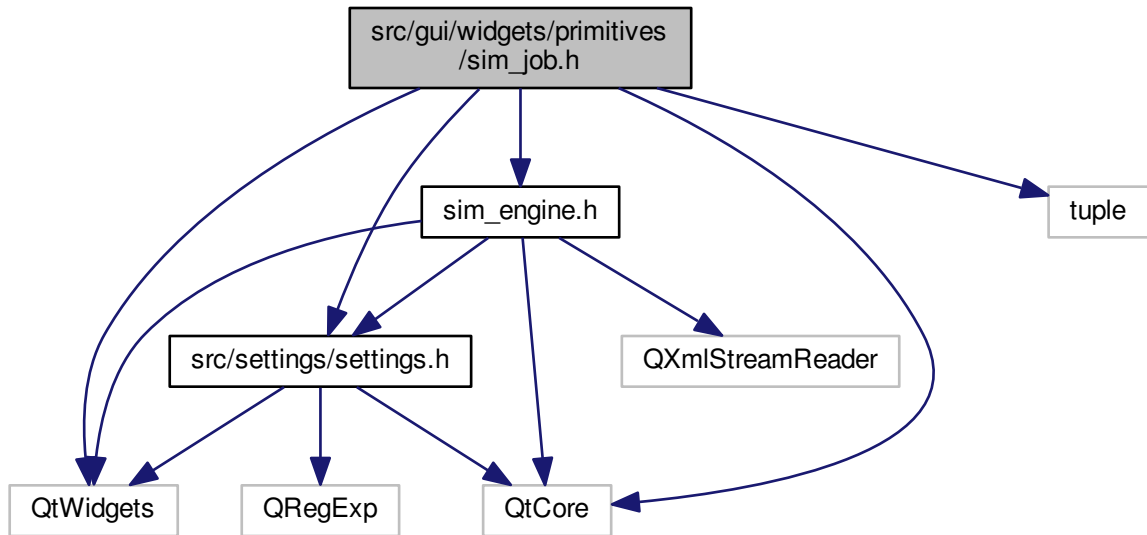 src/gui/widgets/primitives
/sim_job.h
sim_engine.h
tuple
src/settings/settings.h
QXmlStreamReader
QtWidgets
QRegExp
QtCore